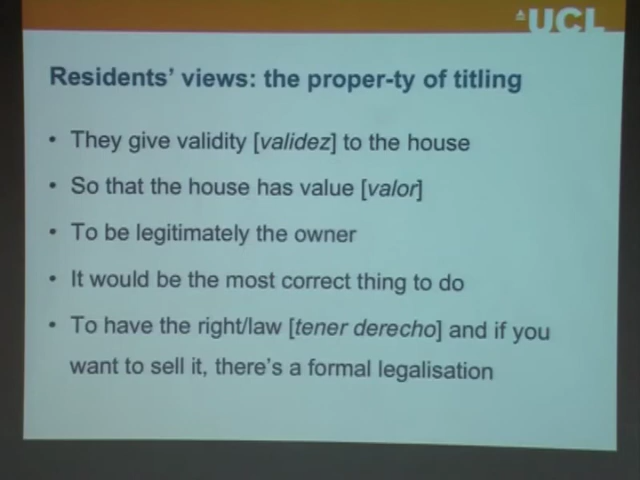 UCL
Residents' views: the proper-ty of titling
• They give validity [validez] to the house
• So that the house has value [valor]
• To be legitimately the owner
• It would be the most correct thing to do
• To have the right/law [tener derecho] and if you
want to sell it, there's a formal legalisation